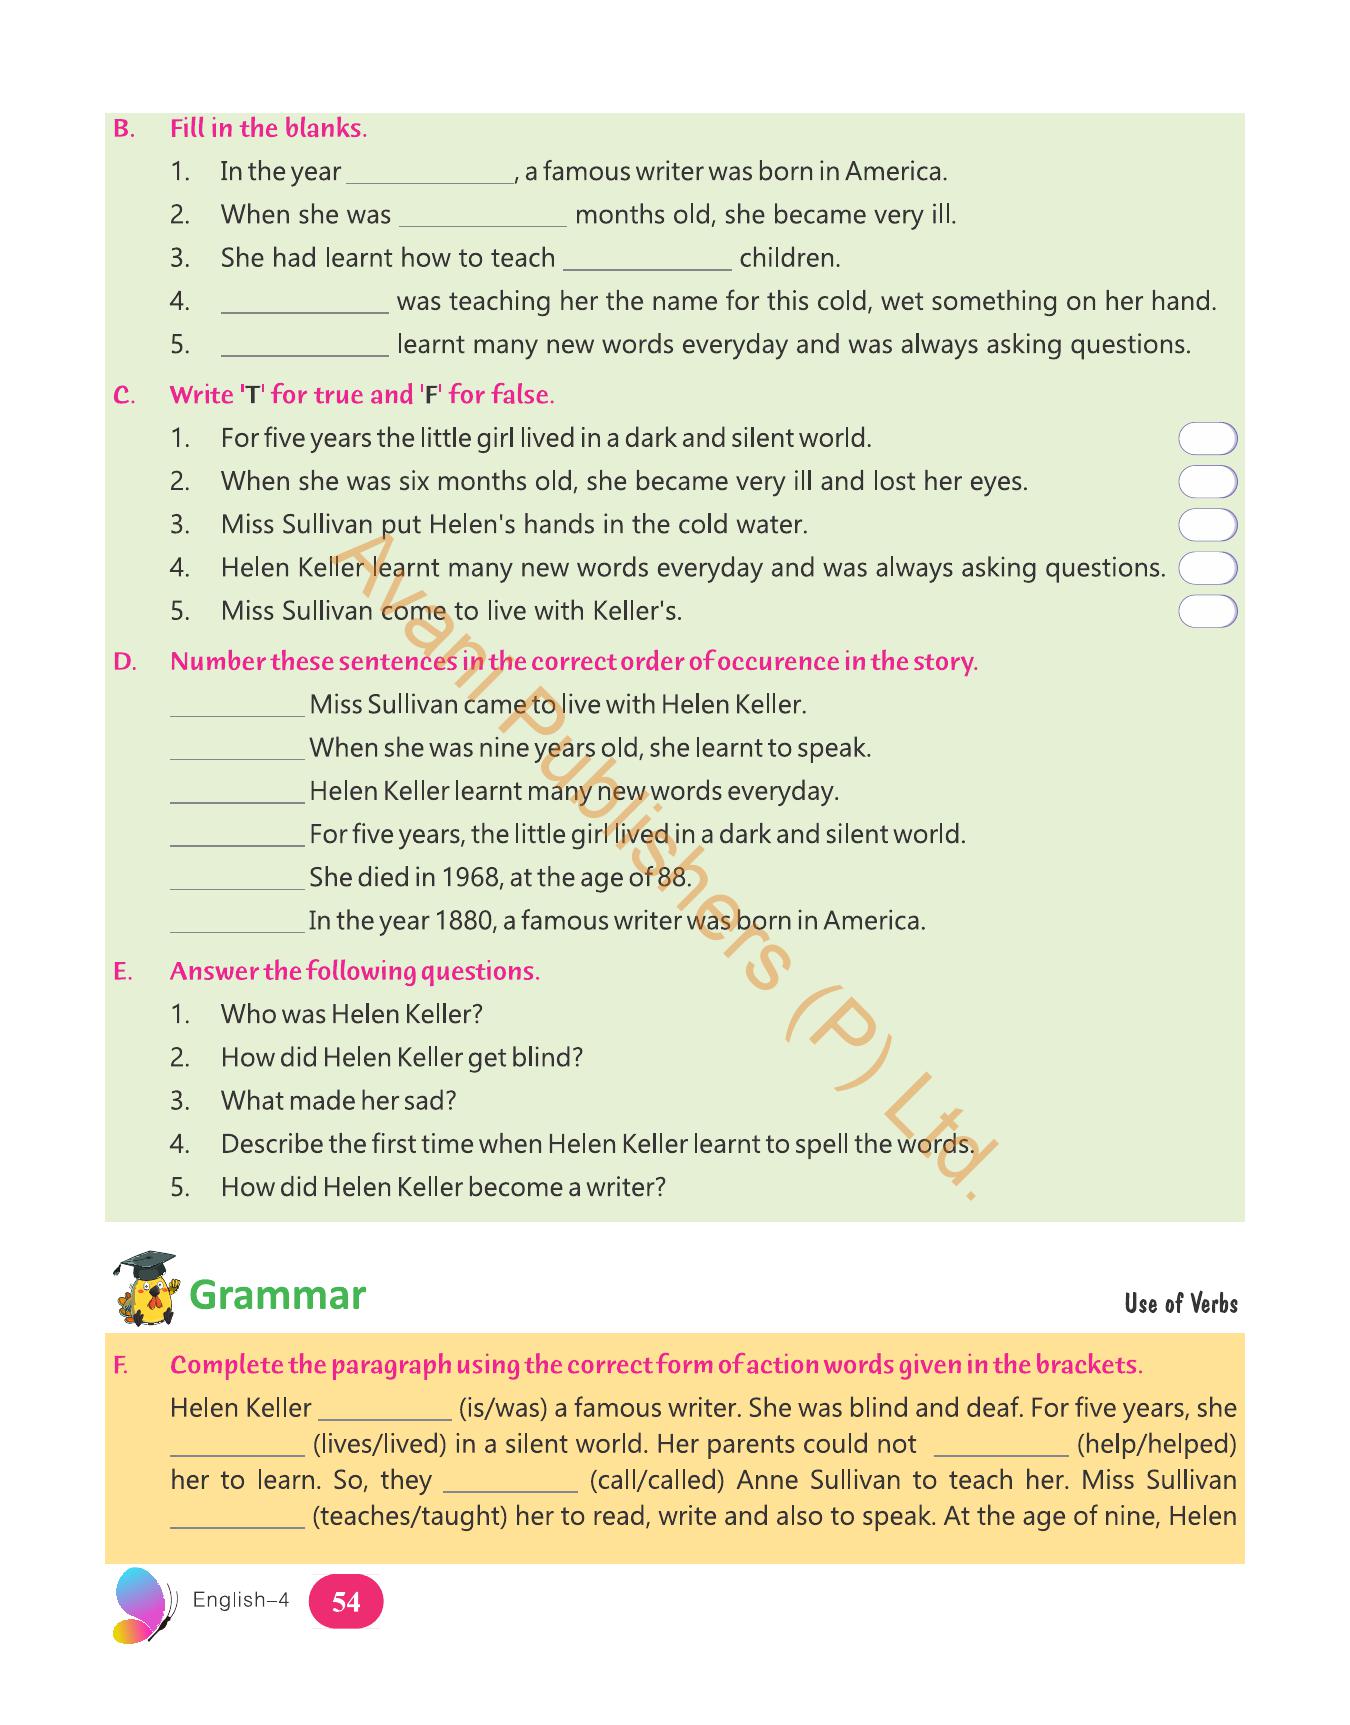 B. Fill in the blanks.
1. In the year ____________, a famous writer was born in America.
2. When she was ____________ months old, she became very ill.
3. She had learnt how to teach ____________ children.
4. ____________ was teaching her the name for this cold, wet something on her hand.
5. ____________ learnt many new words everyday and was always asking questions.
C. Write 'T' for true and 'F' for false.
1. For five years the little girl lived in a dark and silent world.
2. When she was six months old, she became very ill and lost her eyes.
3. Miss Sullivan put Helen's hands in the cold water.
4. Helen Keller learnt many new words everyday and was always asking questions.
5. Miss Sullivan come to live with Keller's.
D. Number these sentences in the correct order of occurence in the story.
__________ Miss Sullivan came to live with Helen Keller.
__________ When she was nine years old, she learnt to speak.
__________ Helen Keller learnt many new words everyday.
__________ For five years, the little girl lived in a dark and silent world.
__________ She died in 1968, at the age of 88.
__________ In the year 1880, a famous writer was born in America.
E. Answer the following questions.
1. Who was Helen Keller?
2. How did Helen Keller get blind?
3. What made her sad?
4. Describe the first time when Helen Keller learnt to spell the words.
5. How did Helen Keller become a writer?
Avani Publishers (P) Ltd.
Grammar
Use of Verbs
F. Complete the paragraph using the correct form of action words given in the brackets.
Helen Keller __________ (is/was) a famous writer. She was blind and deaf. For five years, she
__________ (lives/lived) in a silent world. Her parents could not __________ (help/helped)
her to learn. So, they __________ (call/called) Anne Sullivan to teach her. Miss Sullivan
__________ (teaches/taught) her to read, write and also to speak. At the age of nine, Helen
English–4 54